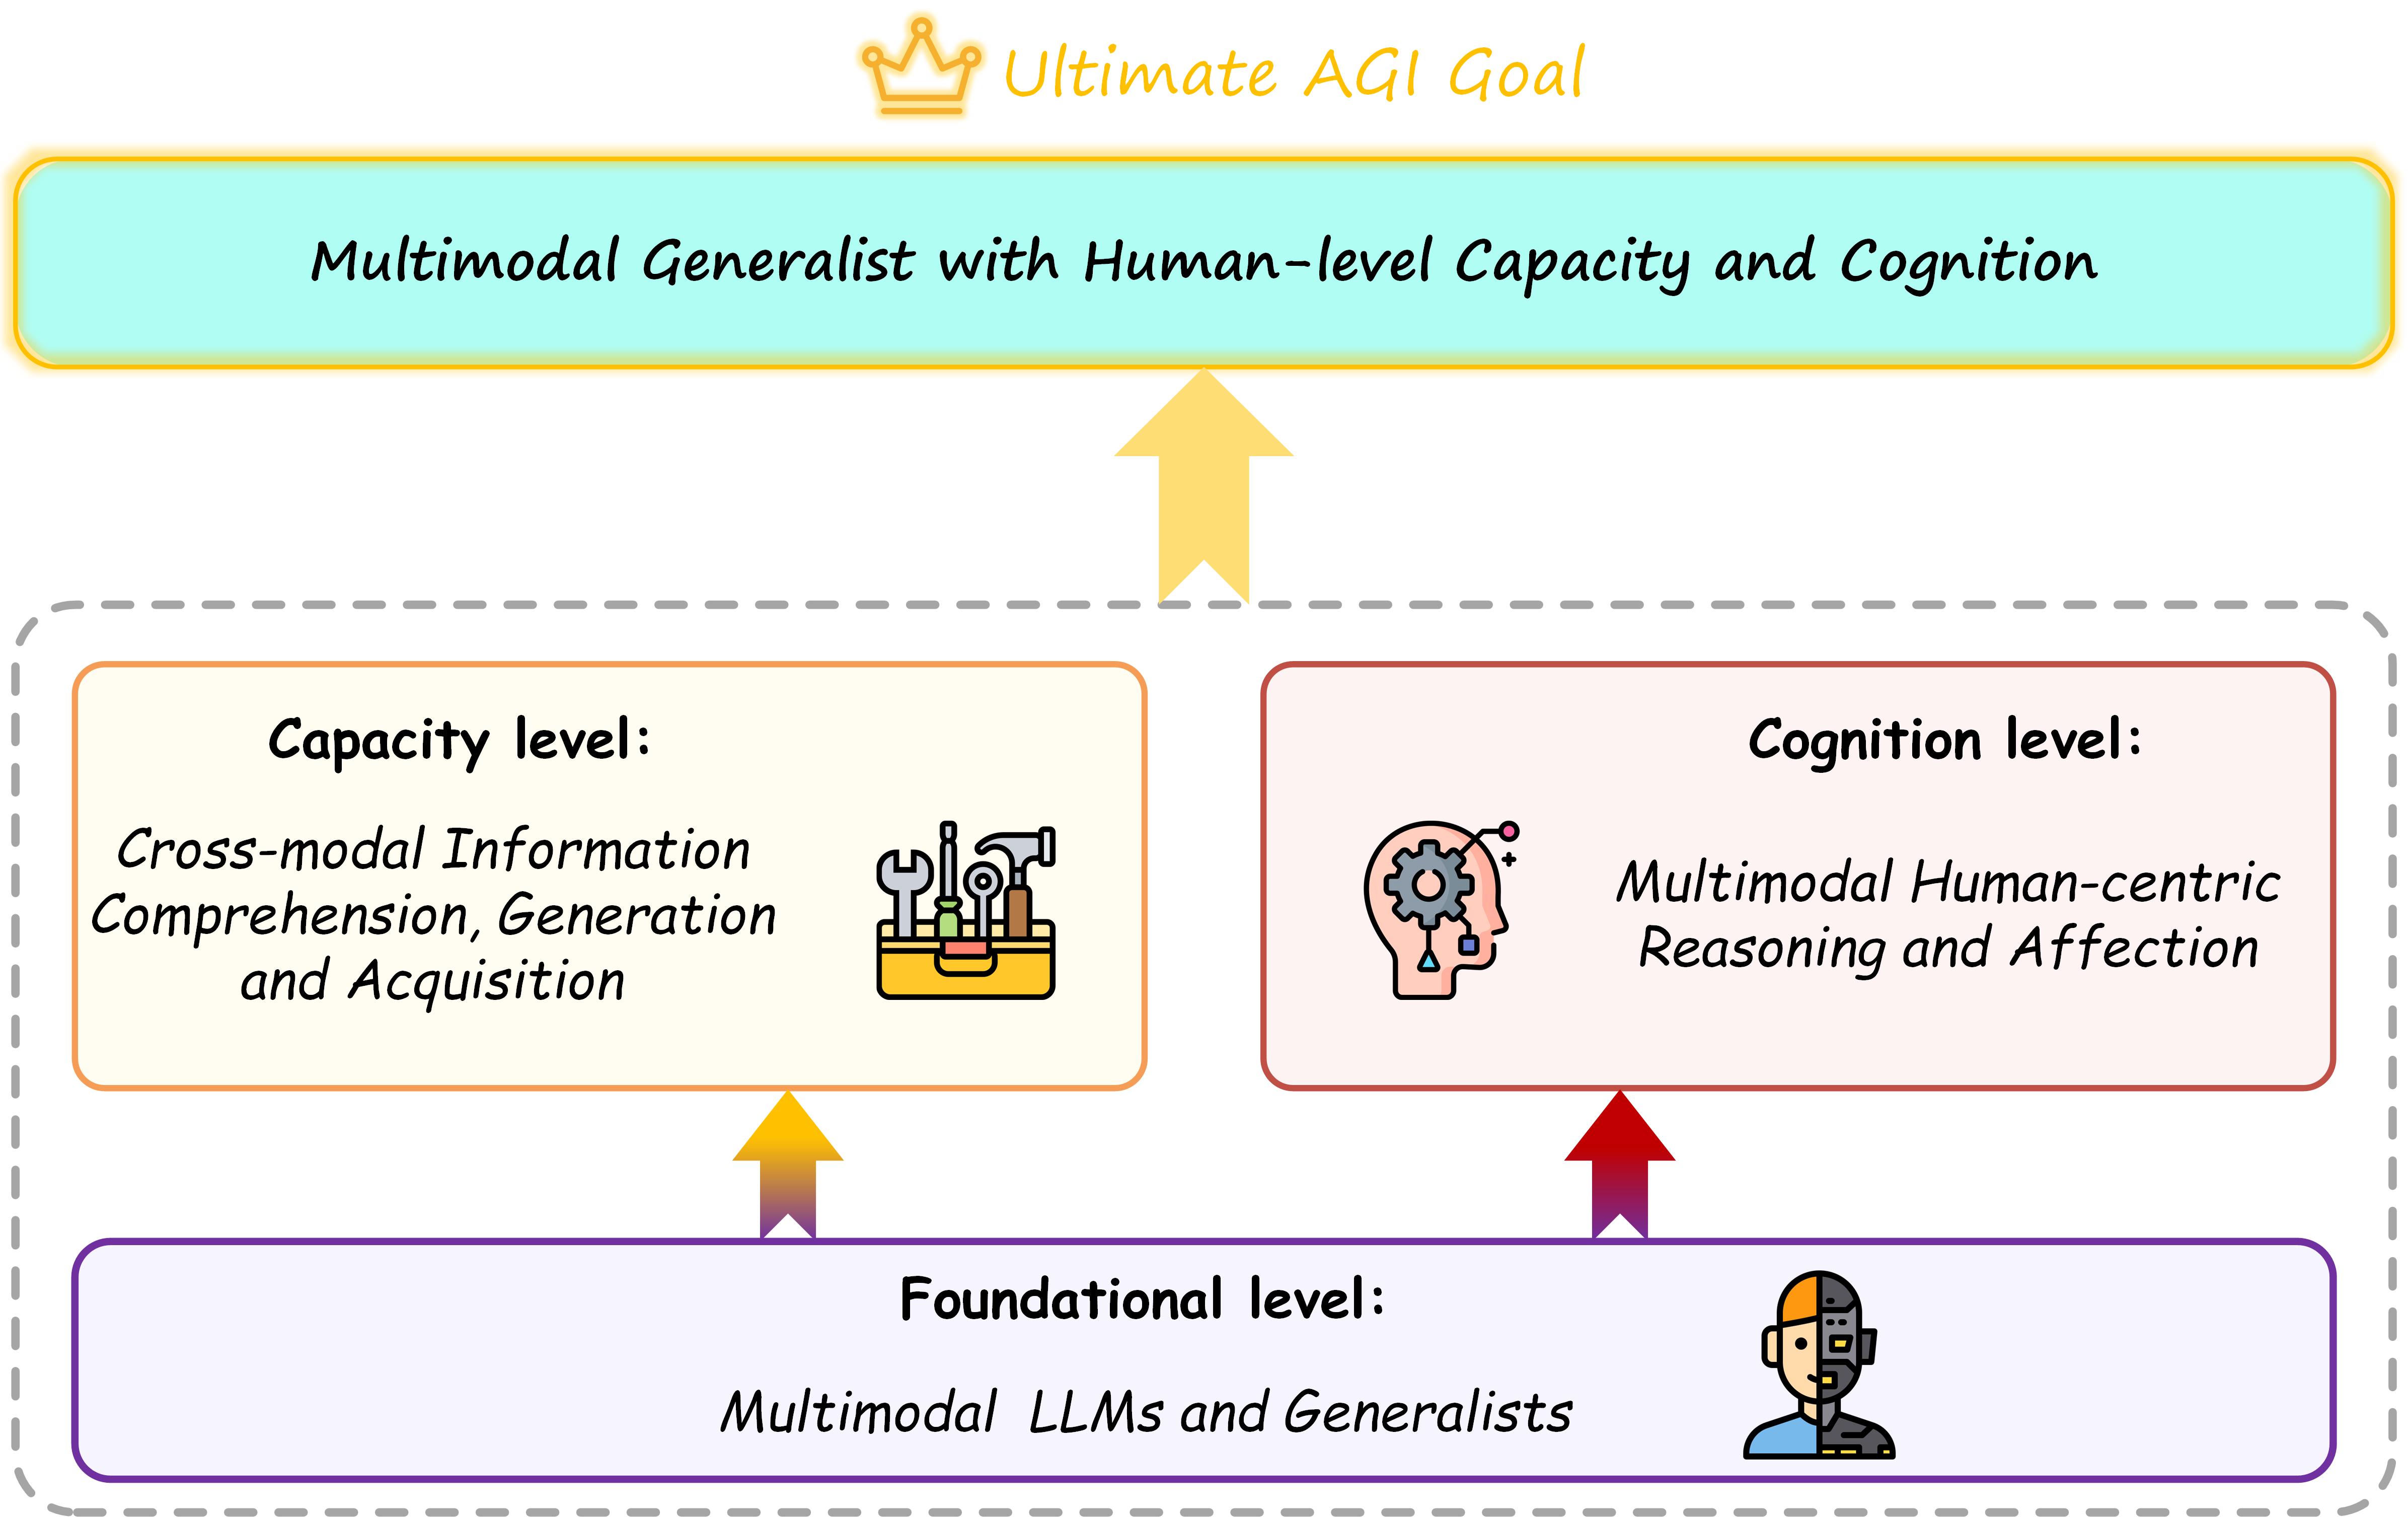 Ultimate AGI Goal
Multimodal Generalist with Human-level Capacity and Cognition
Capacity level:
Cross-modal Information
Comprehension, Generation
and Acquisition
Cognition level:
Multimodal Human-centric
Reasoning and Affection
Foundational level:
Multimodal LLMs and Generalists